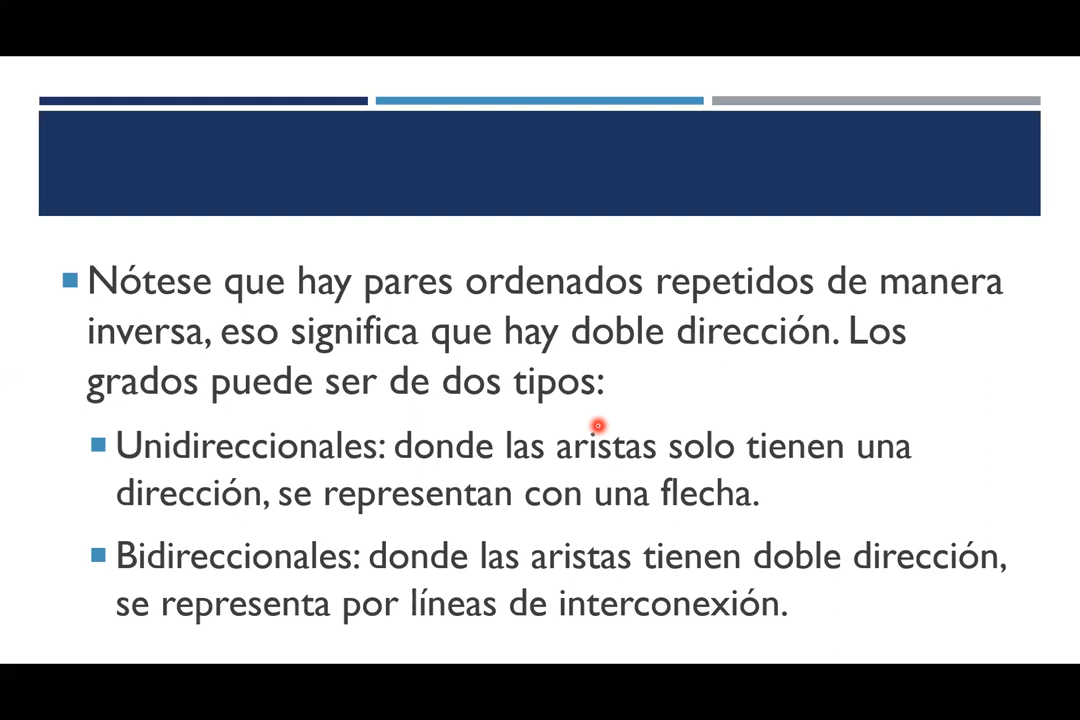 Nótese que hay pares ordenados repetidos de manera
inversa, eso significa que hay doble dirección. Los
grados puede ser de dos tipos:
Unidireccionales: donde las aristas solo tienen una
dirección, se representan con una flecha.
Bidireccionales: donde las aristas tienen doble dirección,
se representa por líneas de interconexión.